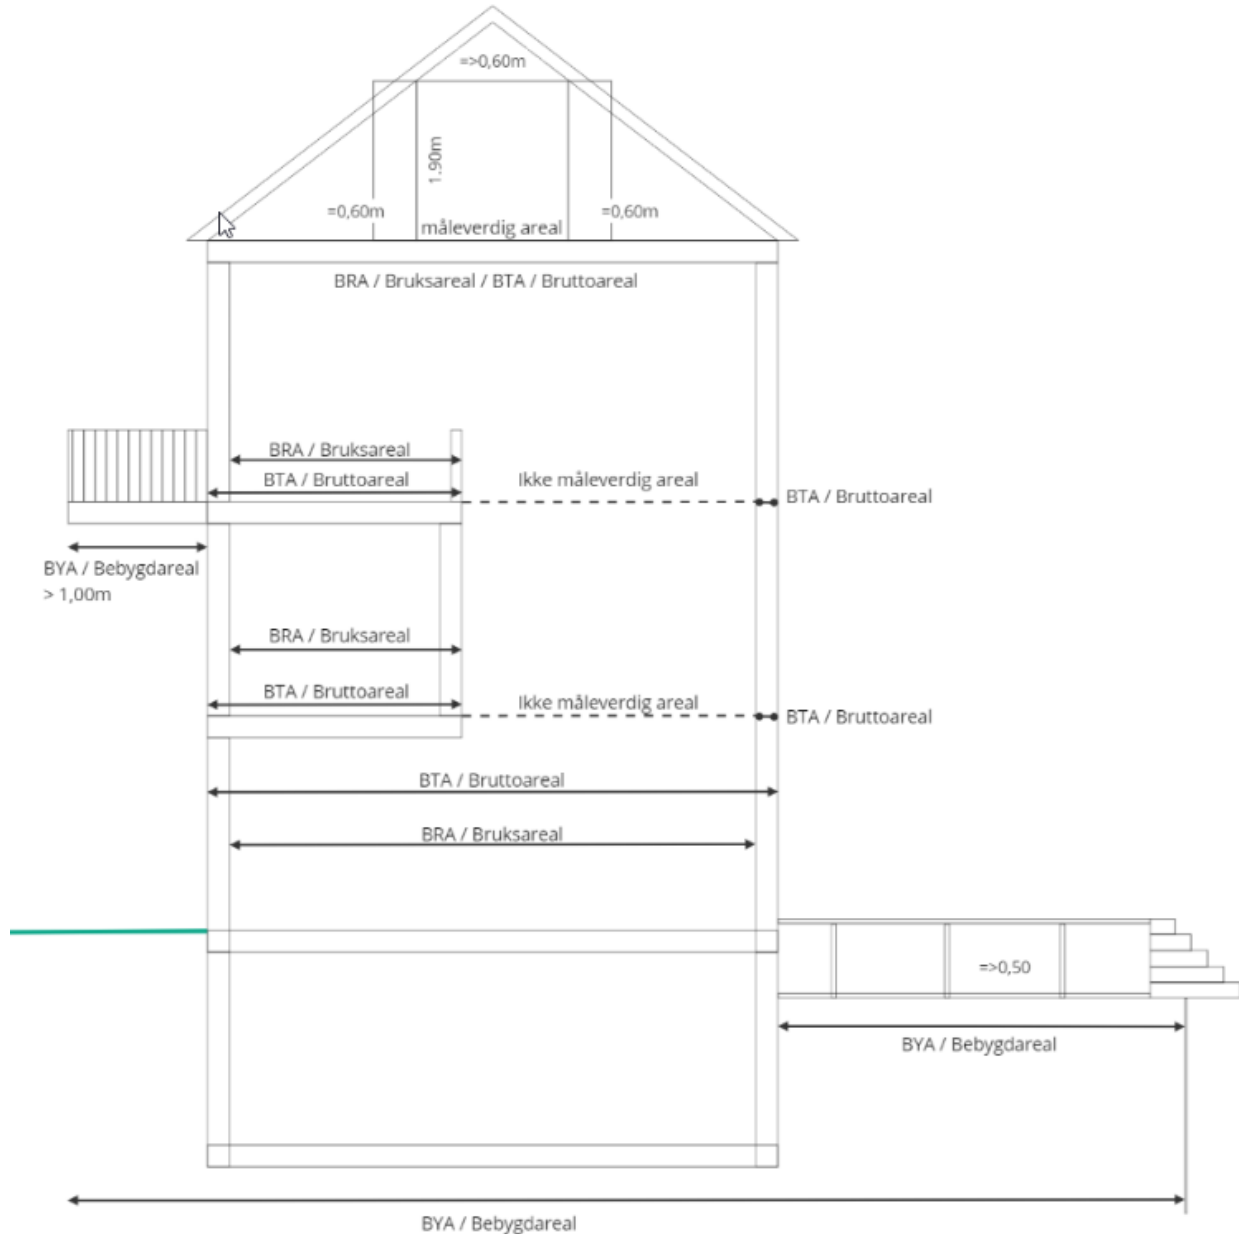 =>0,60m
1.90m
=0,60m
=0,60m
måleverdig areal
BRA / Bruksareal / BTA / Bruttoareal
BRA / Bruksareal
BTA / Bruttoareal
Ikke måleverdig areal
BTA / Bruttoareal
BYA / Bebygdareal
> 1,00m
BRA / Bruksareal
BTA / Bruttoareal
Ikke måleverdig areal
BTA / Bruttoareal
BTA / Bruttoareal
BRA / Bruksareal
=>0,50
BYA / Bebygdareal
BYA / Bebygdareal